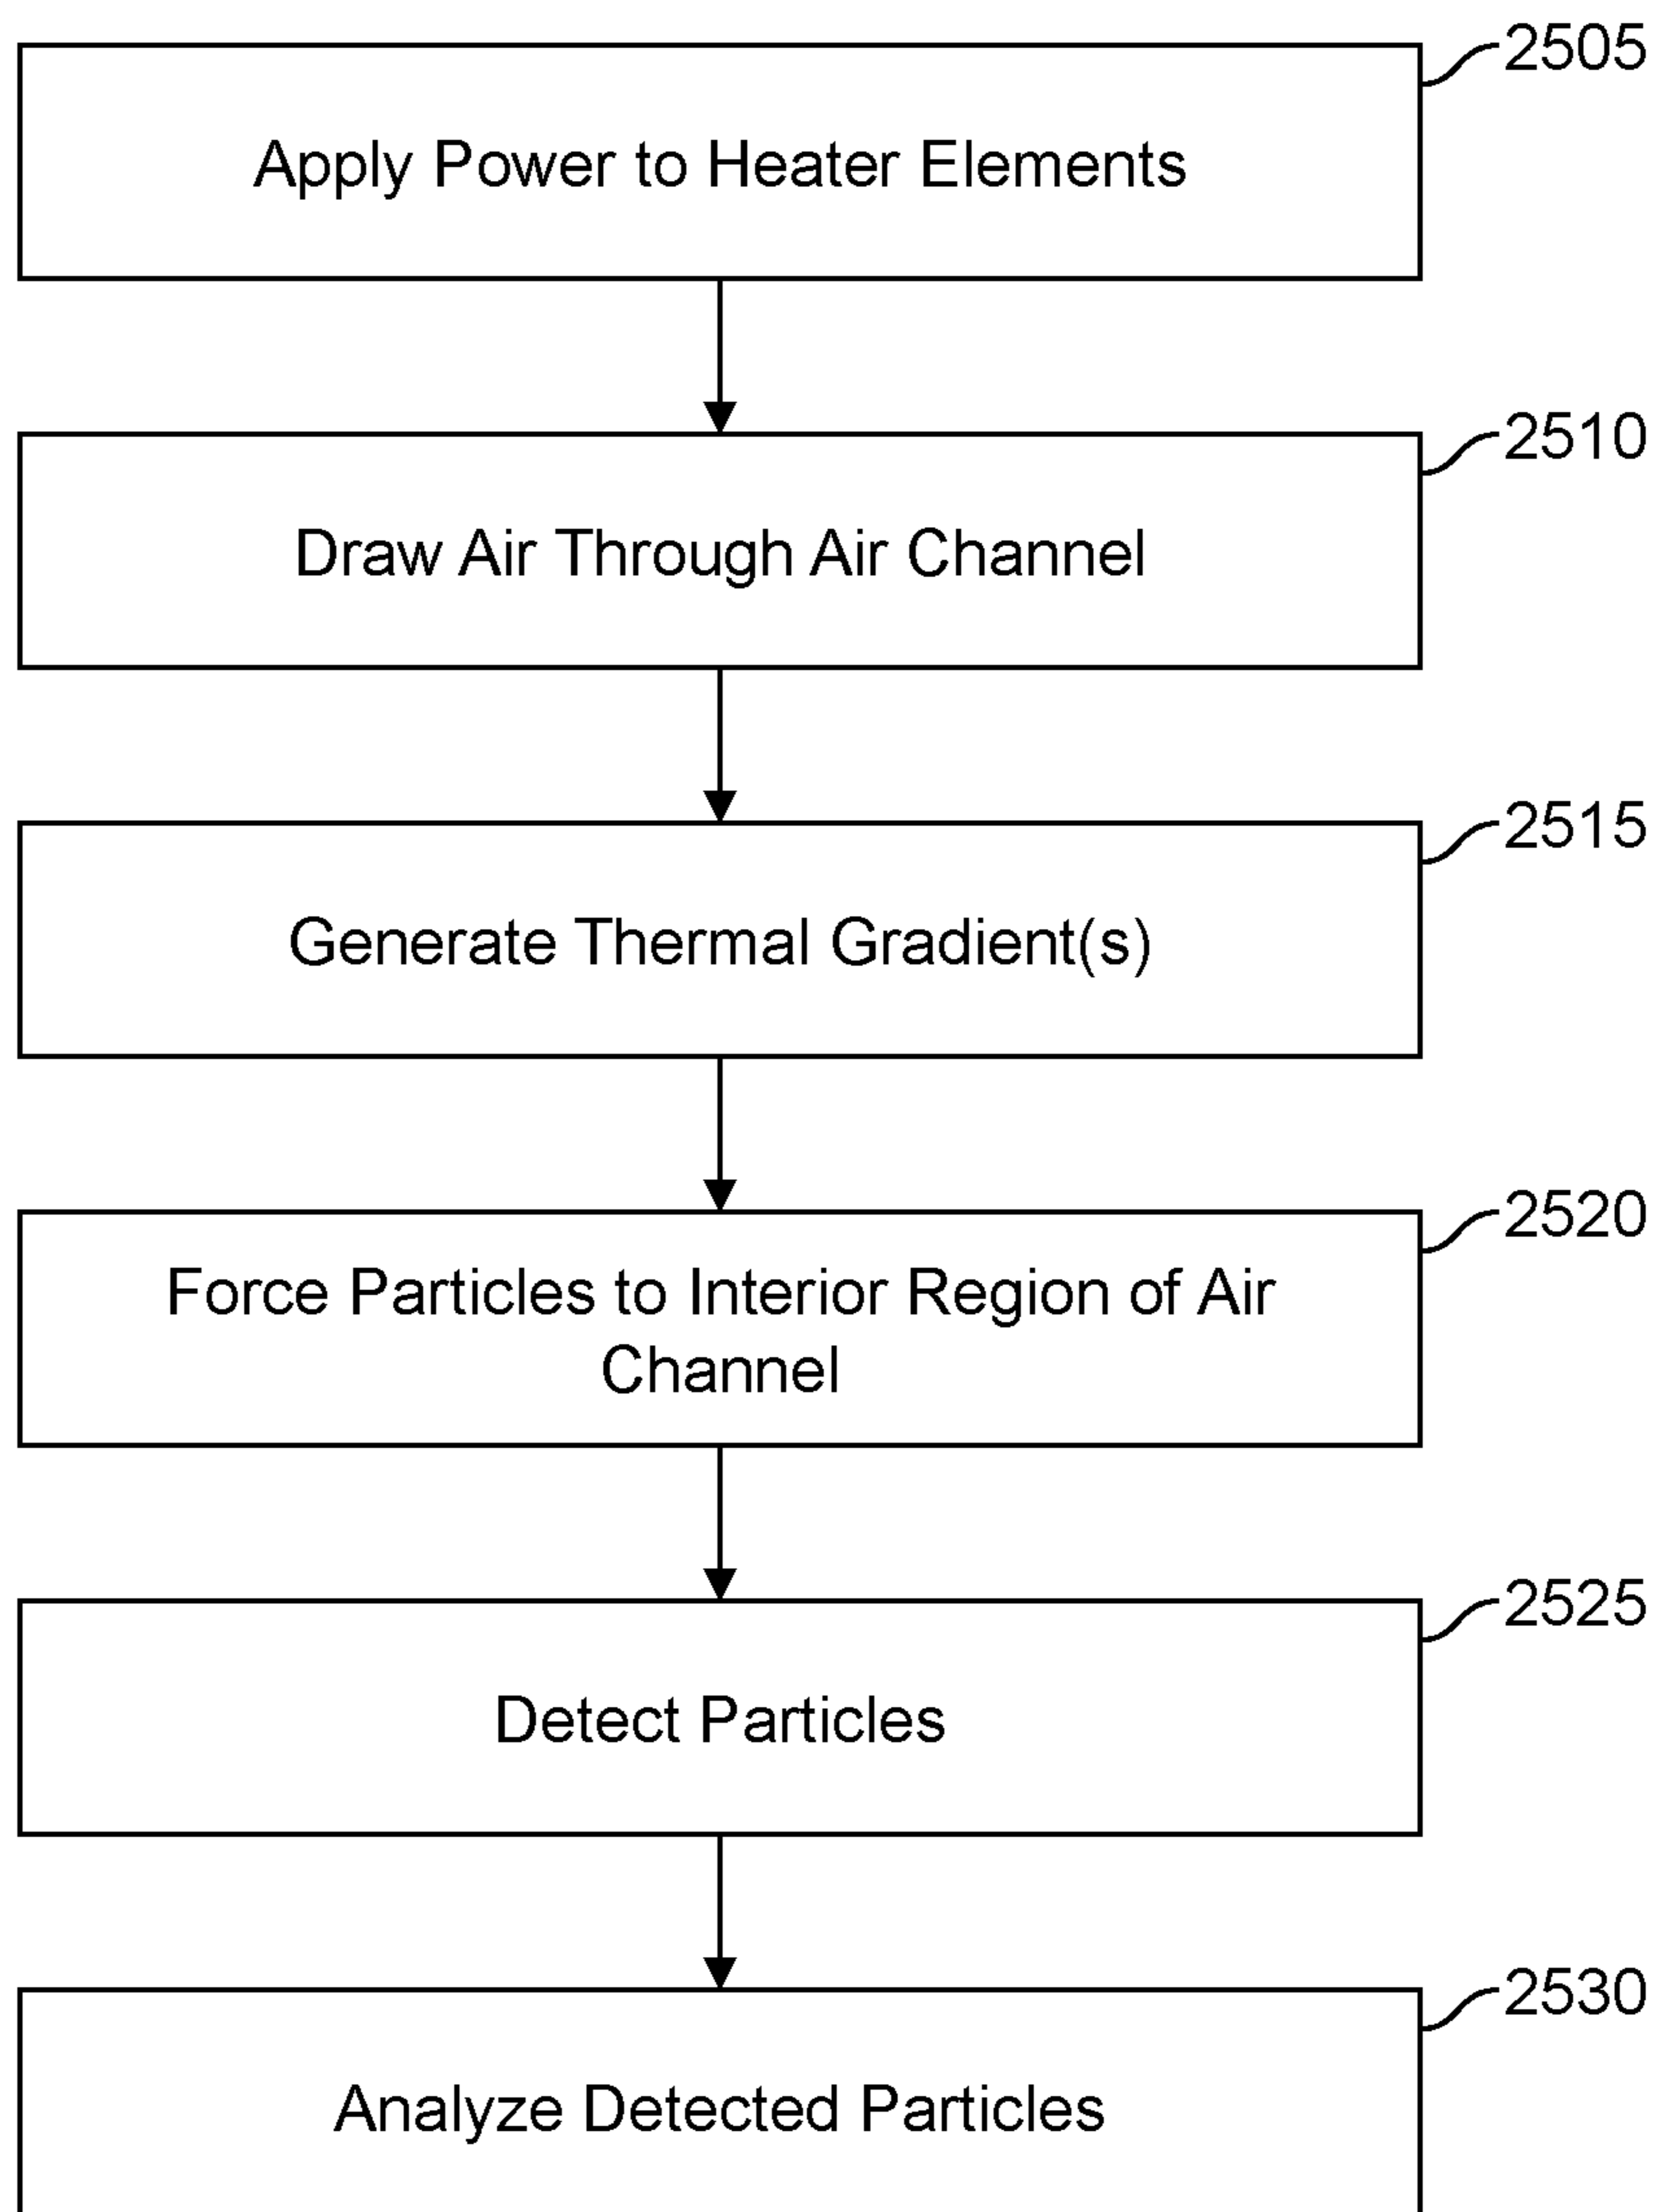 2505
Apply Power to Heater Elements
2510
Draw Air Through Air Channel
2515
Generate Thermal Gradient(s)
2520
Force Particles to Interior Region of Air
Channel
2525
Detect Particles
2530
Analyze Detected Particles